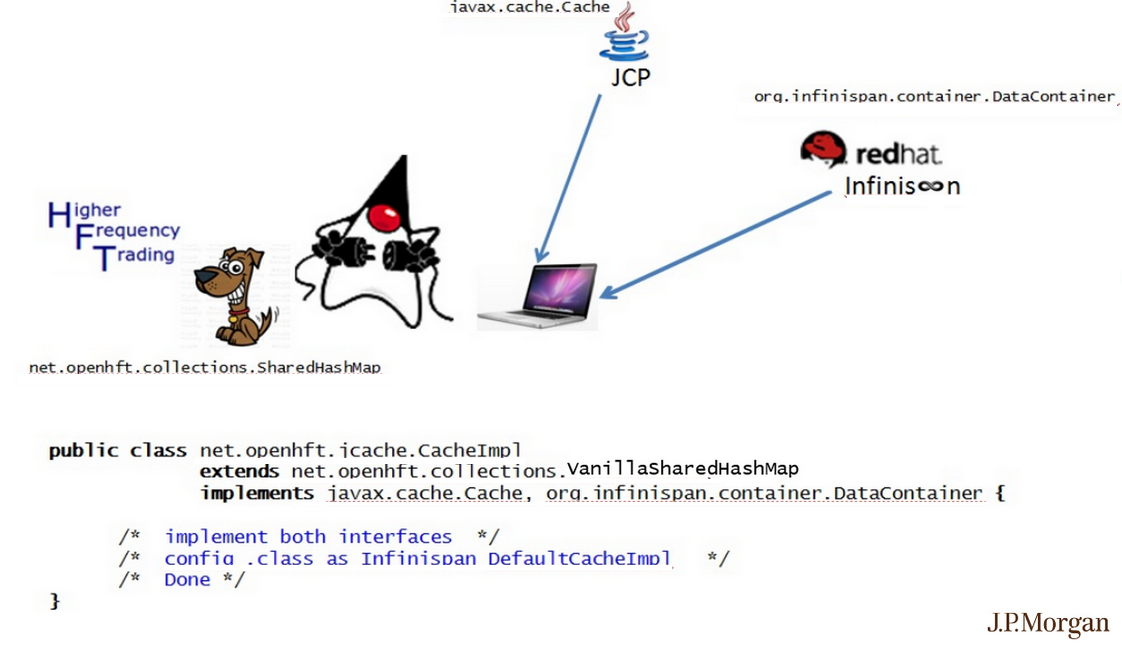 javax.cache.Cache
JCP
org.infinispan.container.DataContainer
redhat.
Infinis∞n
Higher
Frequency
Trading
net.openhft.collections.SharedHashMap
public class net.openhft.jcache.CacheImpl
extends net.openhft.collections.VanillaSharedHashMap
implements javax.cache.Cache, org.infinispan.container.DataContainer {
/* implement both interfaces */
/* config .class as Infinispan DefaultCacheImpl */
/* Done */
}
J.P.Morgan